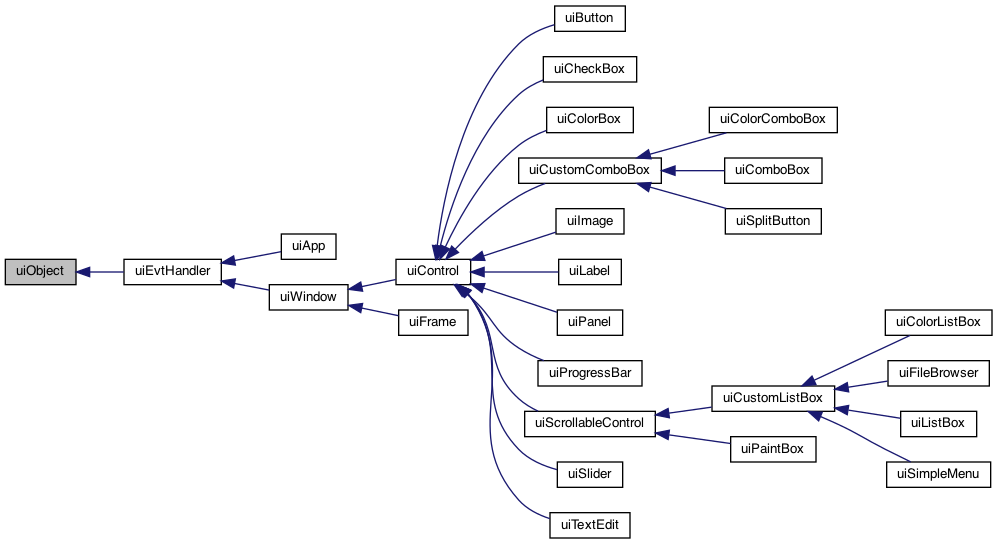 uiButton
uiCheckBox
uiColorBox
uiColorComboBox
uiCustomComboBox
uiComboBox
uiImage
uiSplitButton
uiApp
uiObject
uiEvtHandler
uiControl
uiLabel
uiWindow
uiFrame
uiPanel
uiColorListBox
uiProgressBar
uiFileBrowser
uiCustomListBox
uiScrollableControl
uiListBox
uiPaintBox
uiSlider
uiSimpleMenu
uiTextEdit